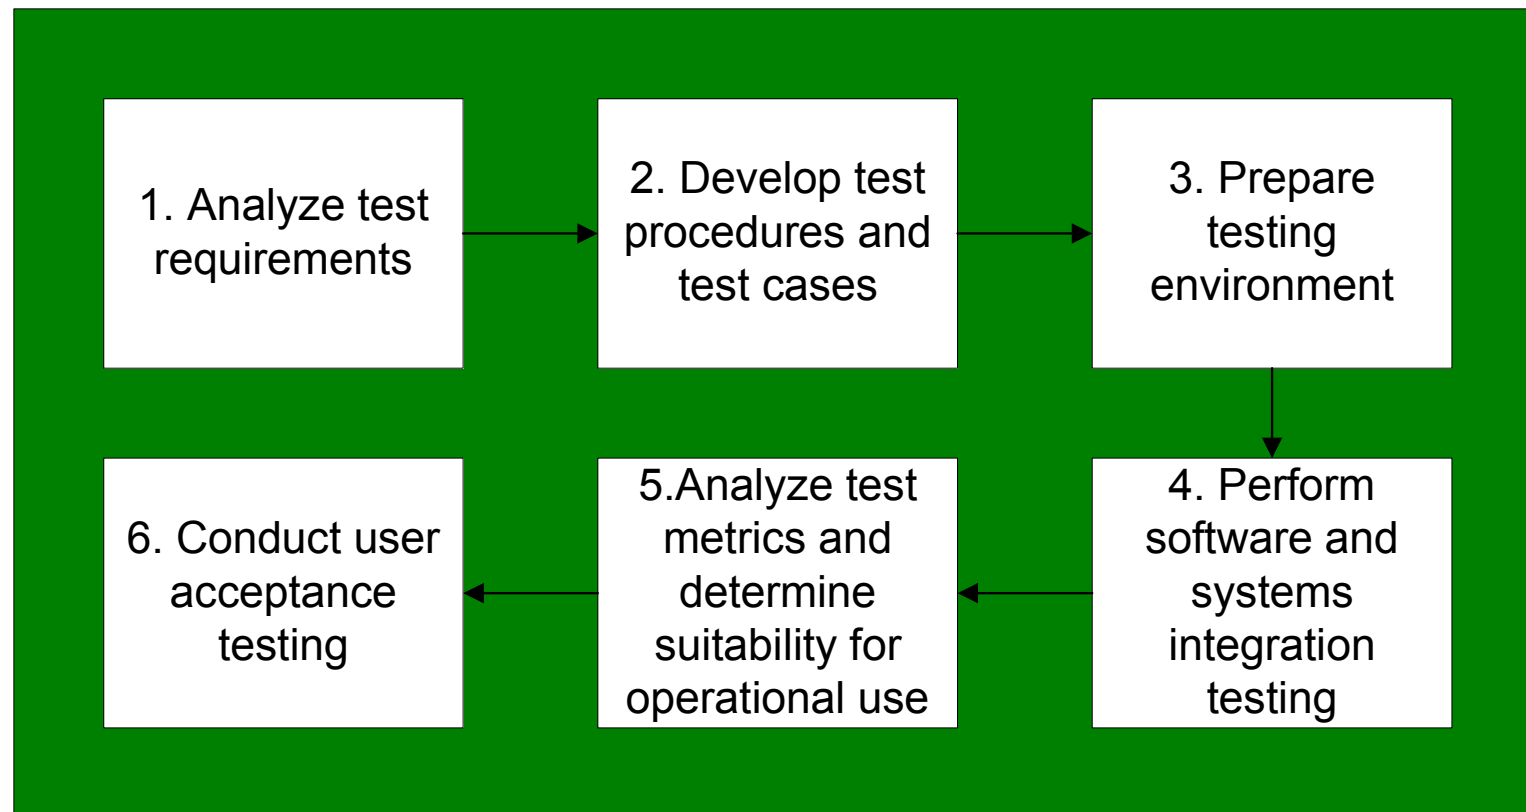 1. Analyze test
requirements
2. Develop test
procedures and
test cases
3. Prepare
testing
environment
4. Perform
software and
systems
integration
testing
5.Analyze test
metrics and
determine
suitability for
operational use
6. Conduct user
acceptance
testing